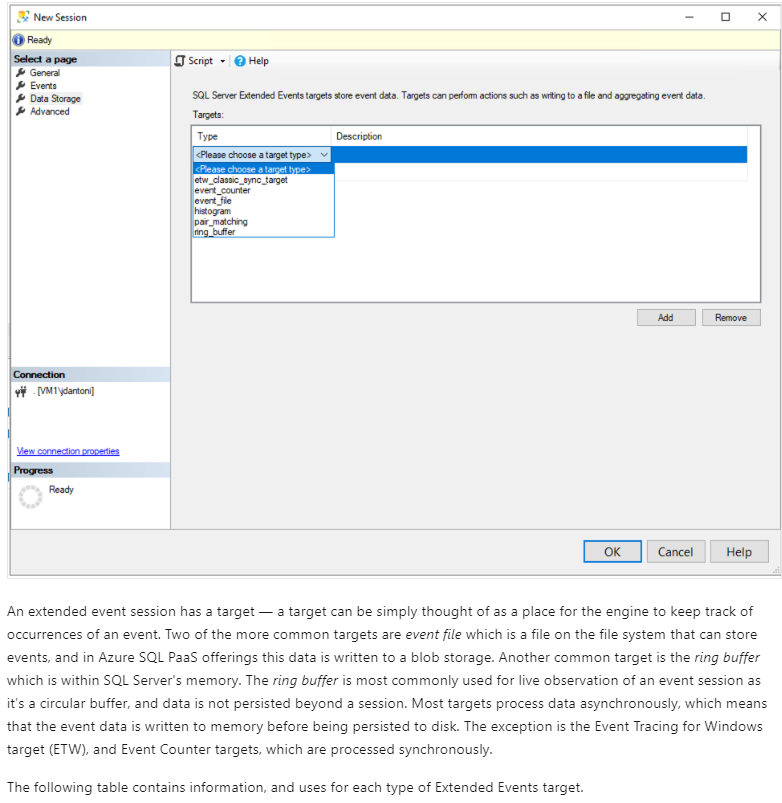 New Session
Ready
Select a page
General
Events
Data Storage
Advanced
Script
Help
SQL Server Extended Events targets store event data. Targets can perform actions such as writing to a file and aggregating event data.
Targets:
Type
Description
<Please choose a target type>
<Please choose a target type>
etw_classic_sync_target
event_counter
event_file
histogram
pair_matching
ring_buffer
Add
Remove
Connection
. [VM1\jdantoni]
View connection properties
Progress
Ready
OK
Cancel
Help
An extended event session has a target — a target can be simply thought of as a place for the engine to keep track of
occurrences of an event. Two of the more common targets are event file which is a file on the file system that can store
events, and in Azure SQL PaaS offerings this data is written to a blob storage. Another common target is the ring buffer
which is within SQL Server's memory. The ring buffer is most commonly used for live observation of an event session as
it's a circular buffer, and data is not persisted beyond a session. Most targets process data asynchronously, which means
that the event data is written to memory before being persisted to disk. The exception is the Event Tracing for Windows
target (ETW), and Event Counter targets, which are processed synchronously.
The following table contains information, and uses for each type of Extended Events target.